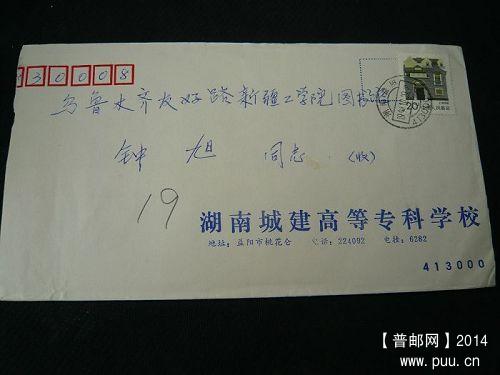 830008
乌鲁木齐友好路新疆工学院图书馆
钟旭 同志 (收)
19
湖南城建高等专科学校
地址:益阳市桃花仑 电话:224092 电挂:6282
413000
20
【普邮网】2014
www.puu.cn